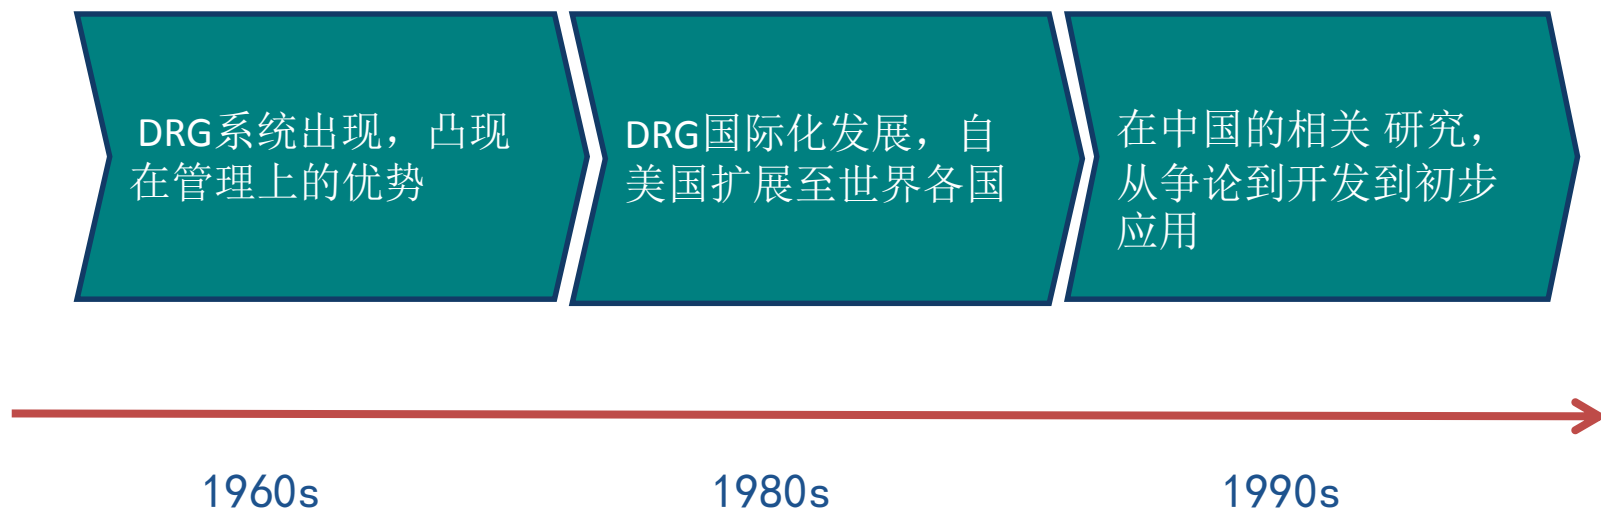 DRG系统出现，凸现
在管理上的优势
DRG国际化发展，自
美国扩展至世界各国
在中国的相关 研究，
从争论到开发到初步
应用
1960s
1980s
1990s